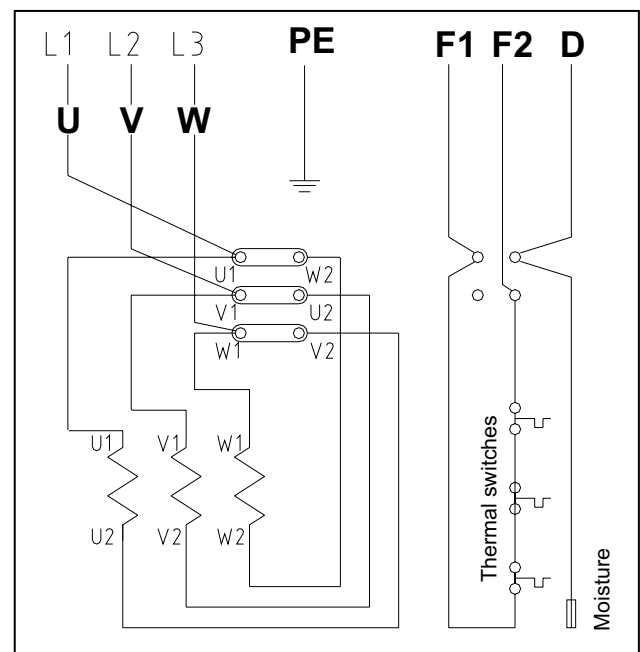 L1 L2 L3 PE F1 F2 D
U V W
U1 W2
V1 U2
W1 V2
U1 V1 W1
U2 V2 W2
Thermal switches
Moisture